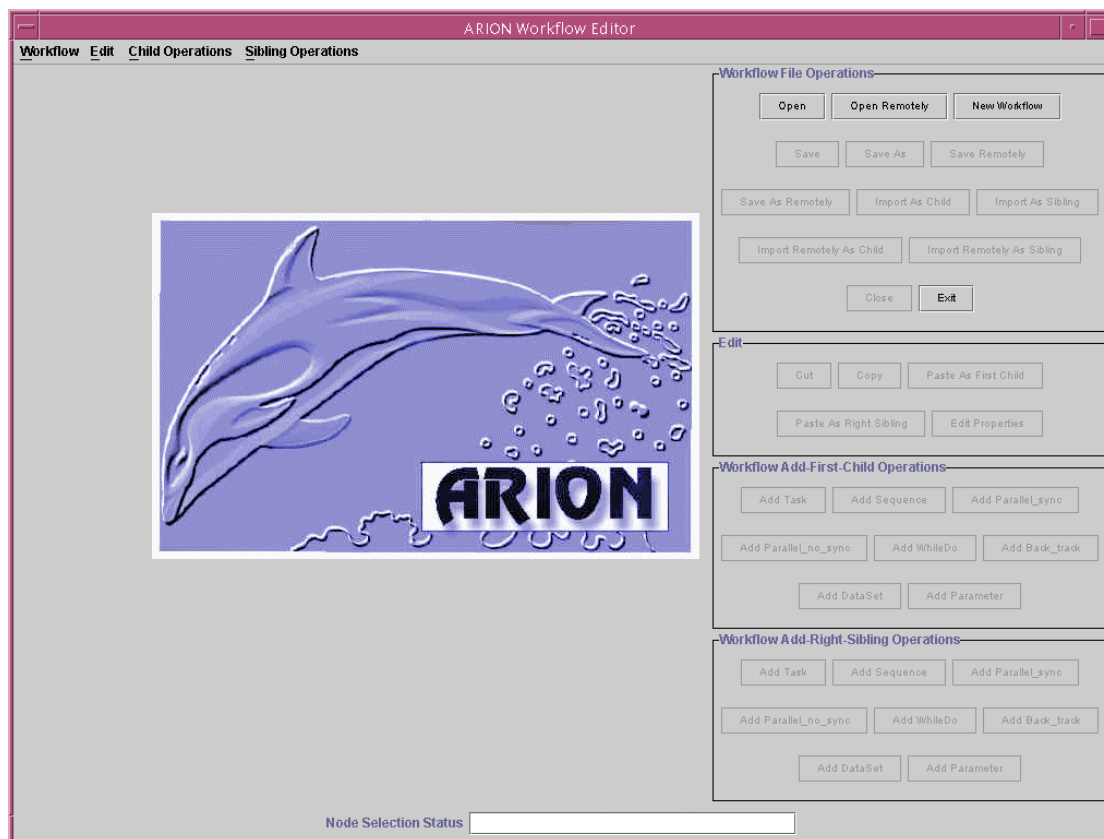 ARION Workflow Editor
Workflow Edit Child Operations Sibling Operations
Workflow File Operations
Open Open Remotely New Workflow
Save Save As Save Remotely
Save As Remotely Import As Child Import As Sibling
Import Remotely As Child Import Remotely As Sibling
Close Exit
Edit
Cut Copy Paste As First Child
Paste As Right Sibling Edit Properties
Workflow Add-First-Child Operations
Add Task Add Sequence Add Parallel_sync
Add Parallel_no_sync Add WhileDo Add Back_track
Add DataSet Add Parameter
Workflow Add-Right-Sibling Operations
Add Task Add Sequence Add Parallel_sync
Add Parallel_no_sync Add WhileDo Add Back_track
Add DataSet Add Parameter
ARION
Node Selection Status